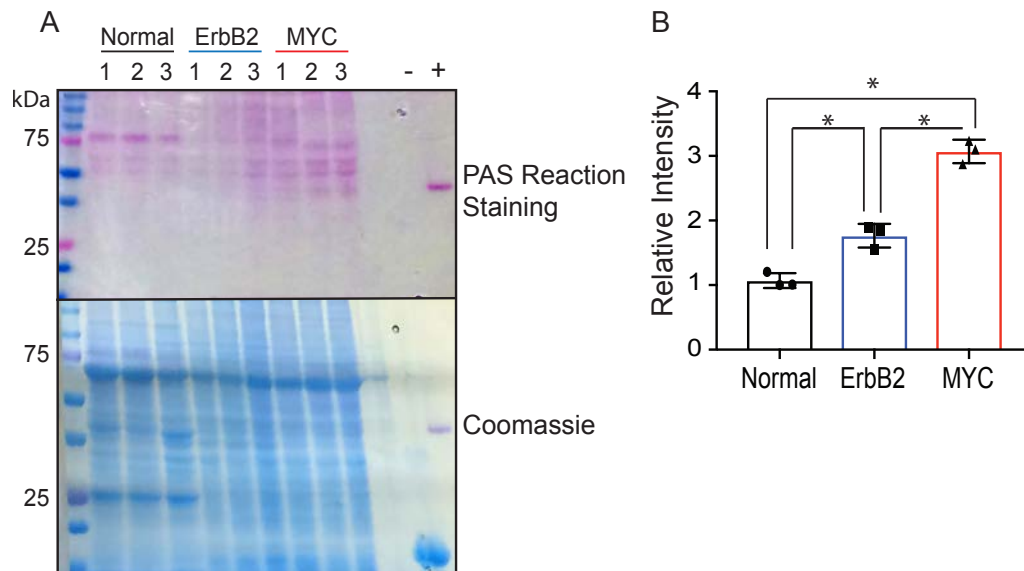 A
Normal ErbB2 MYC
1 2 3 1 2 3 1 2 3 - +
kDa
75
25
PAS Reaction
Staining
75
25
Coomassie
B
Relative Intensity
4
3
2
1
0
*
* *
Normal ErbB2 MYC